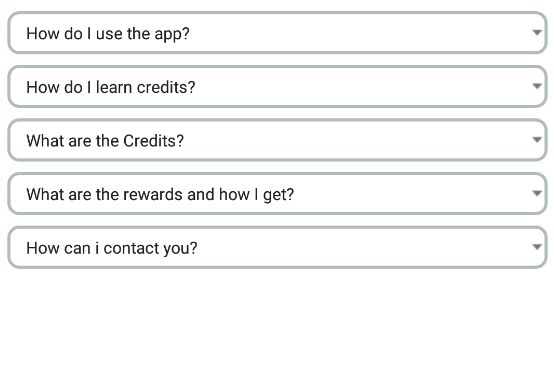 How do I use the app?
How do I learn credits?
What are the Credits?
What are the rewards and how I get?
How can i contact you?